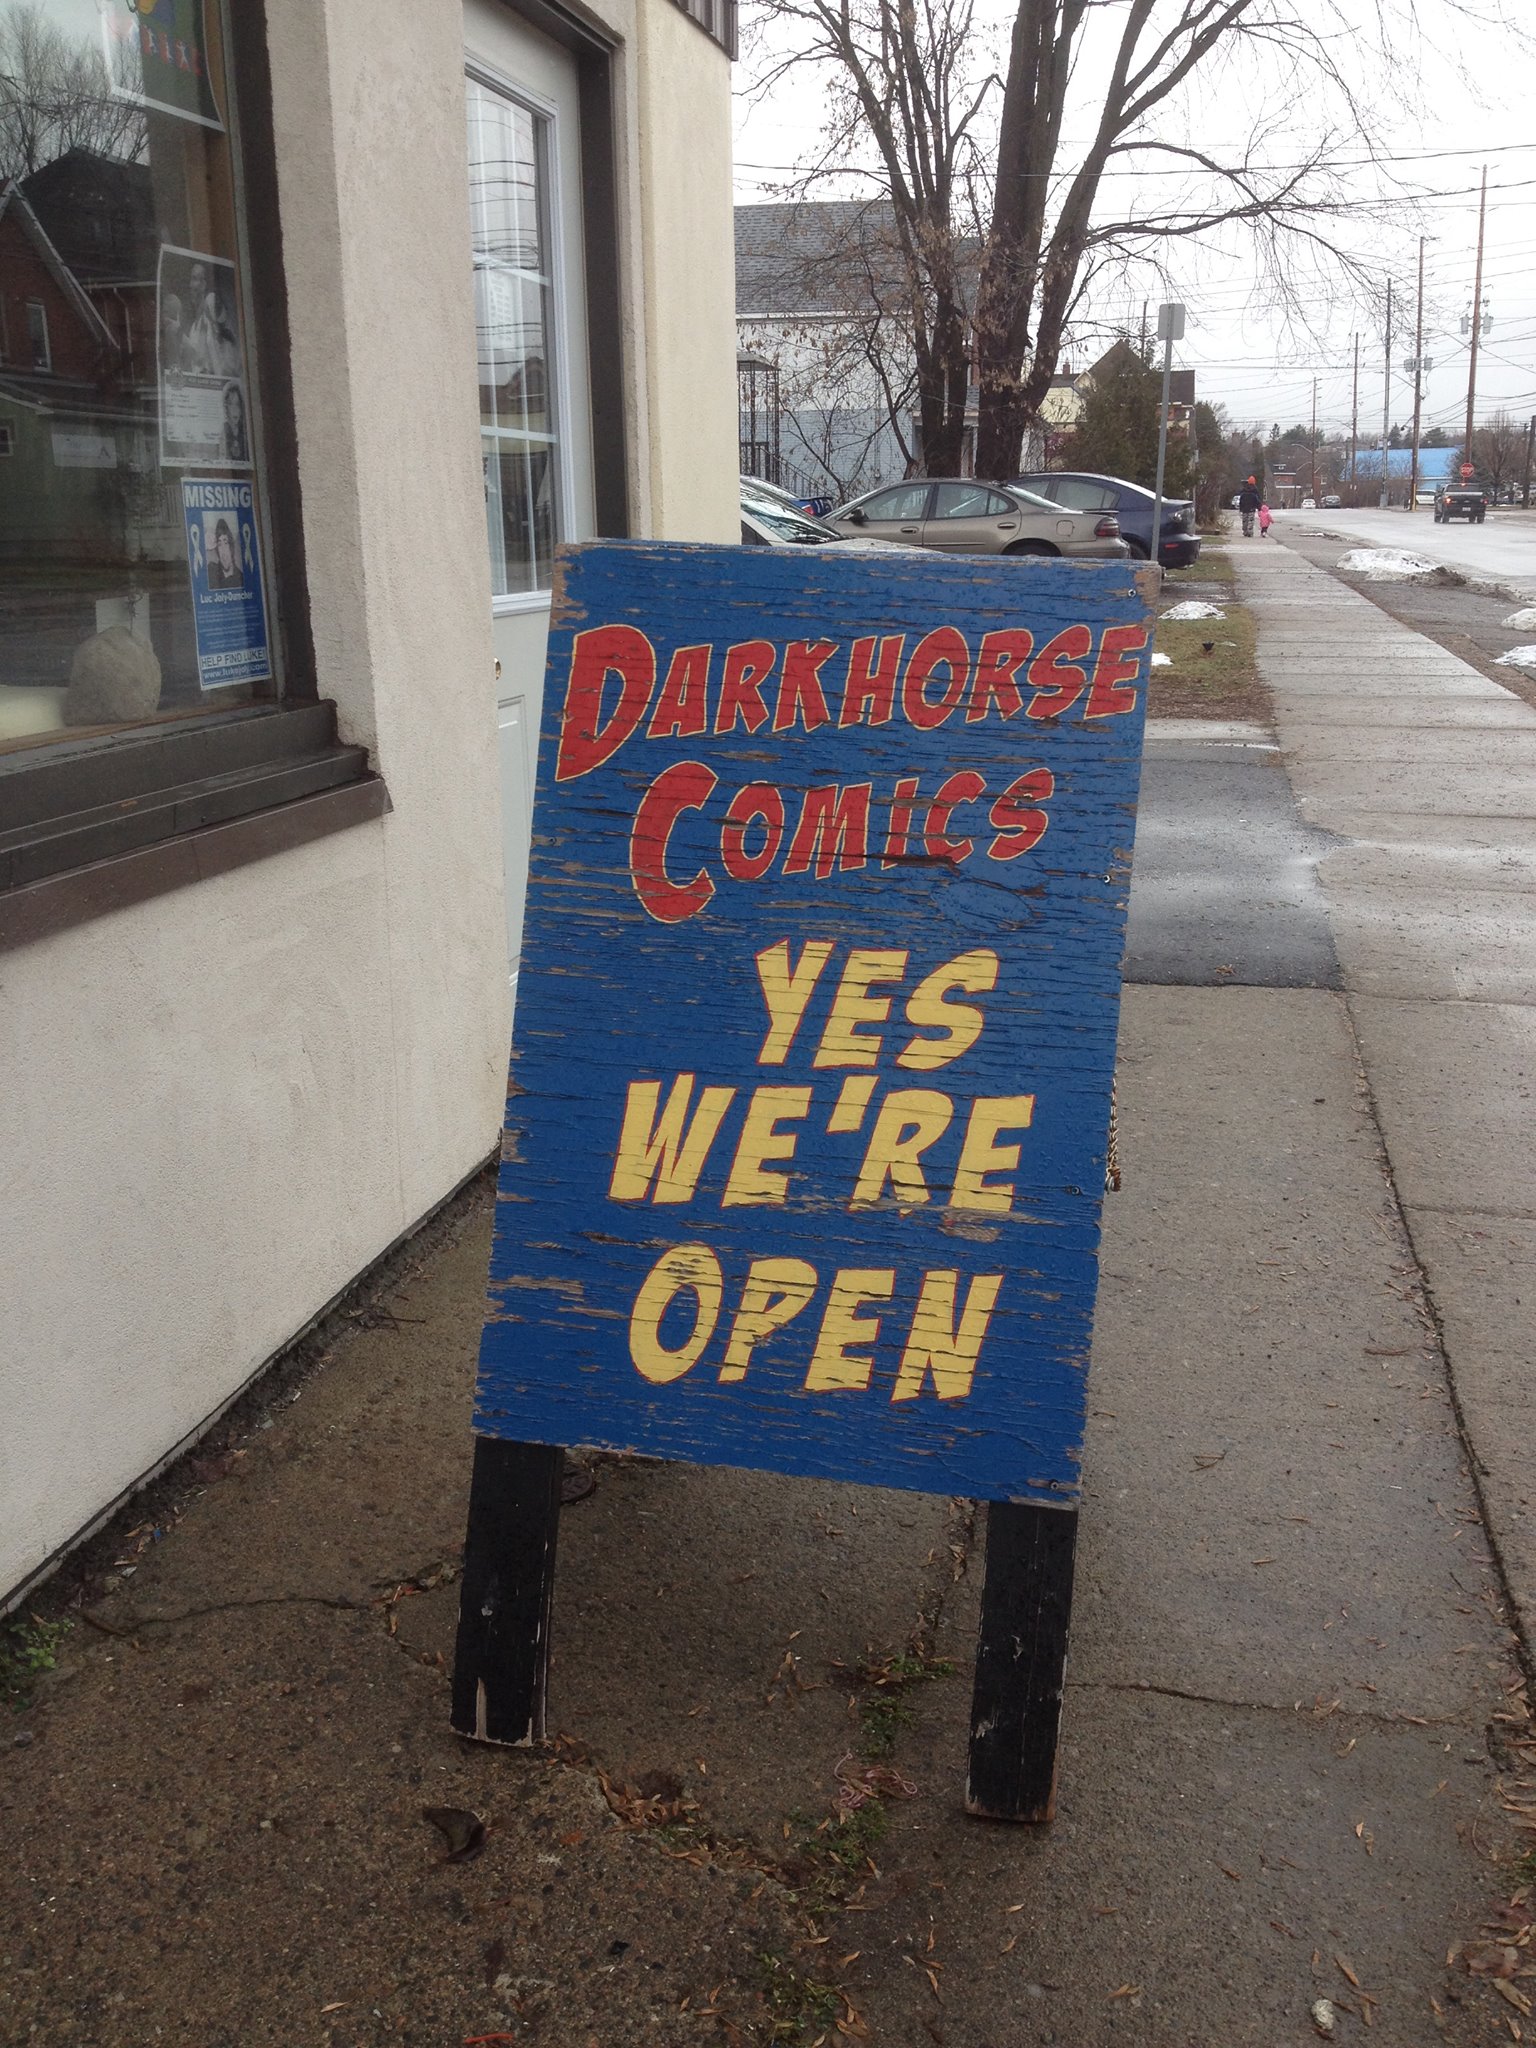 DARKHORSE
COMICS
YES
WE'RE
OPEN
MISSING
HELP FIND LUKE!